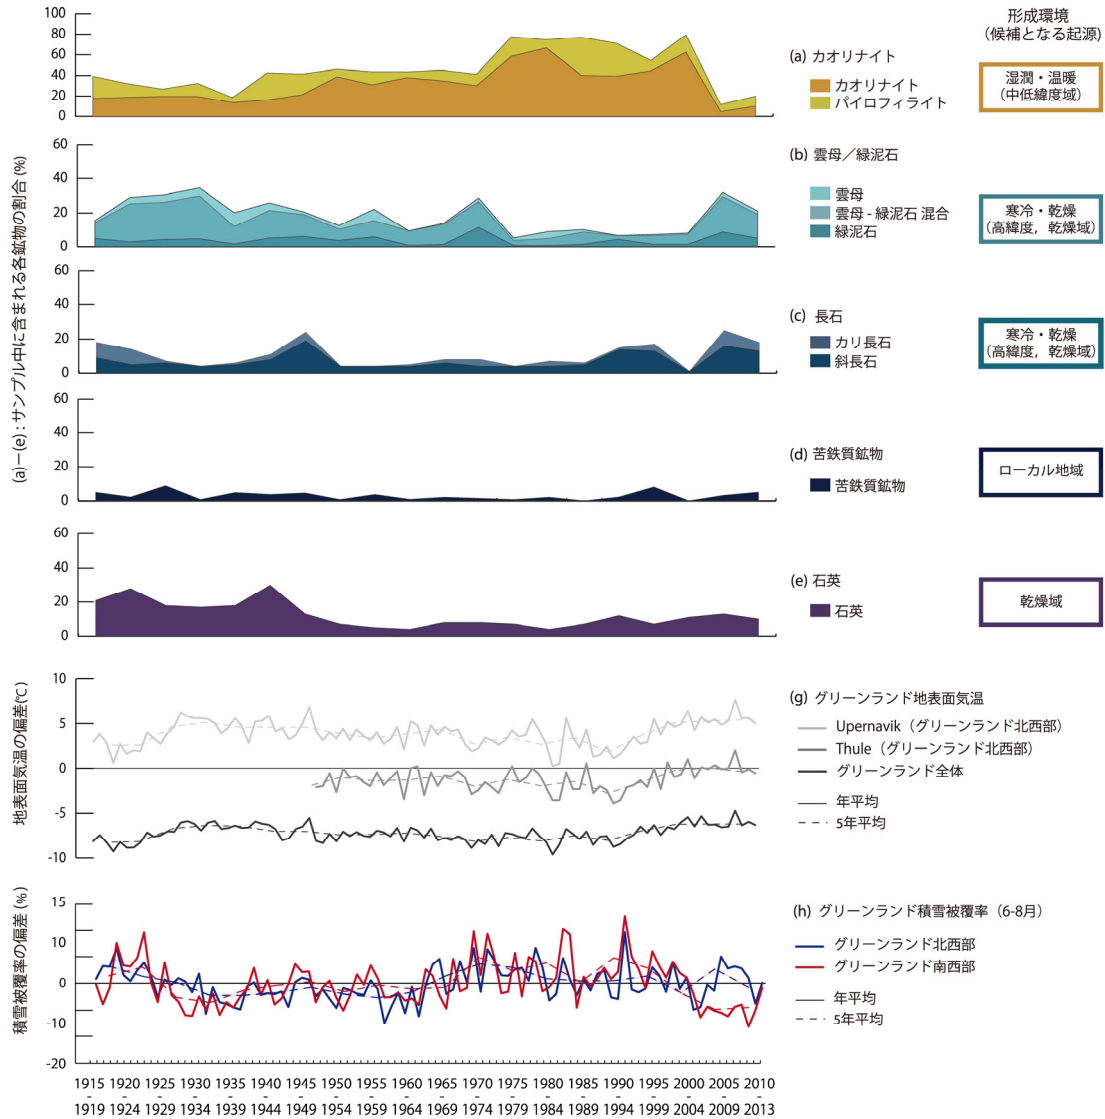 形成環境
(候補となる起源)
(a)－(e)：サンプル中に含まれる各鉱物の割合(%)
100
80
60
40
20
0
(a) カオリナイト
カオリナイト
パイロフィライト
湿潤・温暖
(中低緯度域)
60
40
20
0
(b) 雲母／緑泥石
雲母
雲母 - 緑泥石 混合
緑泥石
寒冷・乾燥
(高緯度，乾燥域)
60
40
20
0
(c) 長石
カリ長石
斜長石
寒冷・乾燥
(高緯度，乾燥域)
60
40
20
0
(d) 苦鉄質鉱物
苦鉄質鉱物
ローカル地域
60
40
20
0
(e) 石英
石英
乾燥域
地表面気温の偏差(℃)
10
5
0
-5
-10
(g) グリーンランド地表面気温
Upernavik（グリーンランド北西部）
Thule（グリーンランド北西部）
グリーンランド全体
年平均
5年平均
積雪被覆率の偏差(%)
15
10
0
-10
-20
(h) グリーンランド積雪被覆率（6-8月）
グリーンランド北西部
グリーンランド南西部
年平均
5年平均
1915 1920 1925 1930 1935 1940 1945 1950 1955 1960 1965 1970 1975 1980 1985 1990 1995 2000 2005 2010
- - - - - - - - - - - - - - - - - - - -
1919 1924 1929 1934 1939 1944 1949 1954 1959 1964 1969 1974 1979 1984 1989 1994 1999 2004 2009 2013